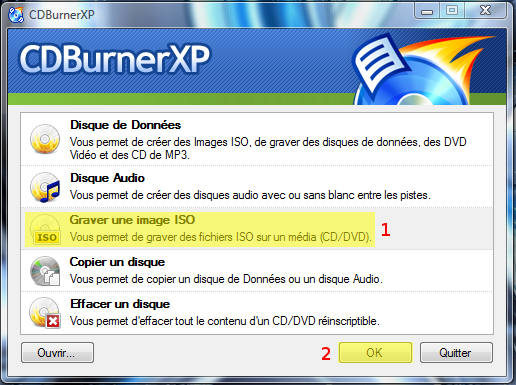 CDBurnerXP
CDBurnerXP
Disque de Données
Vous permet de créer des Images ISO, de graver des disques de données, des DVD
Vidéo et des CD de MP3.
Disque Audio
Vous permet de créer des disques audio avec ou sans blanc entre les pistes.
Graver une image ISO
ISO
Vous permet de graver des fichiers ISO sur un média (CD/DVD).
1
Copier un disque
Vous permet de copier un disque de Données ou un disque Audio.
Effacer un disque
Vous permet d'effacer tout le contenu d'un CD/DVD réinscriptible.
Ouvrir...
2
OK
Quitter